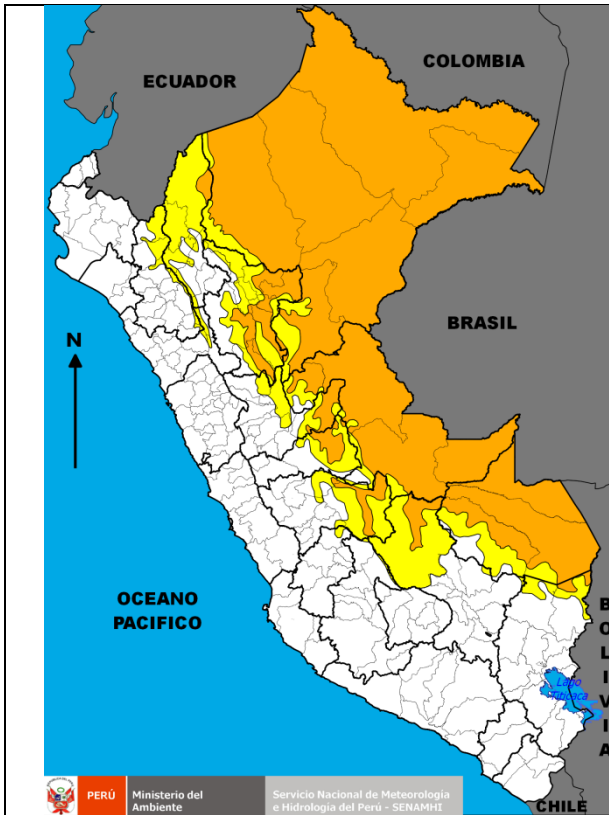 COLOMBIA
ECUADOR
BRASIL
N
OCEANO
PACIFICO
BOLIVIA
Lago
Titicaca
CHILE
PERÚ
Ministerio del
Ambiente
Servicio Nacional de Meteorología
e Hidrología del Perú - SENAMHI